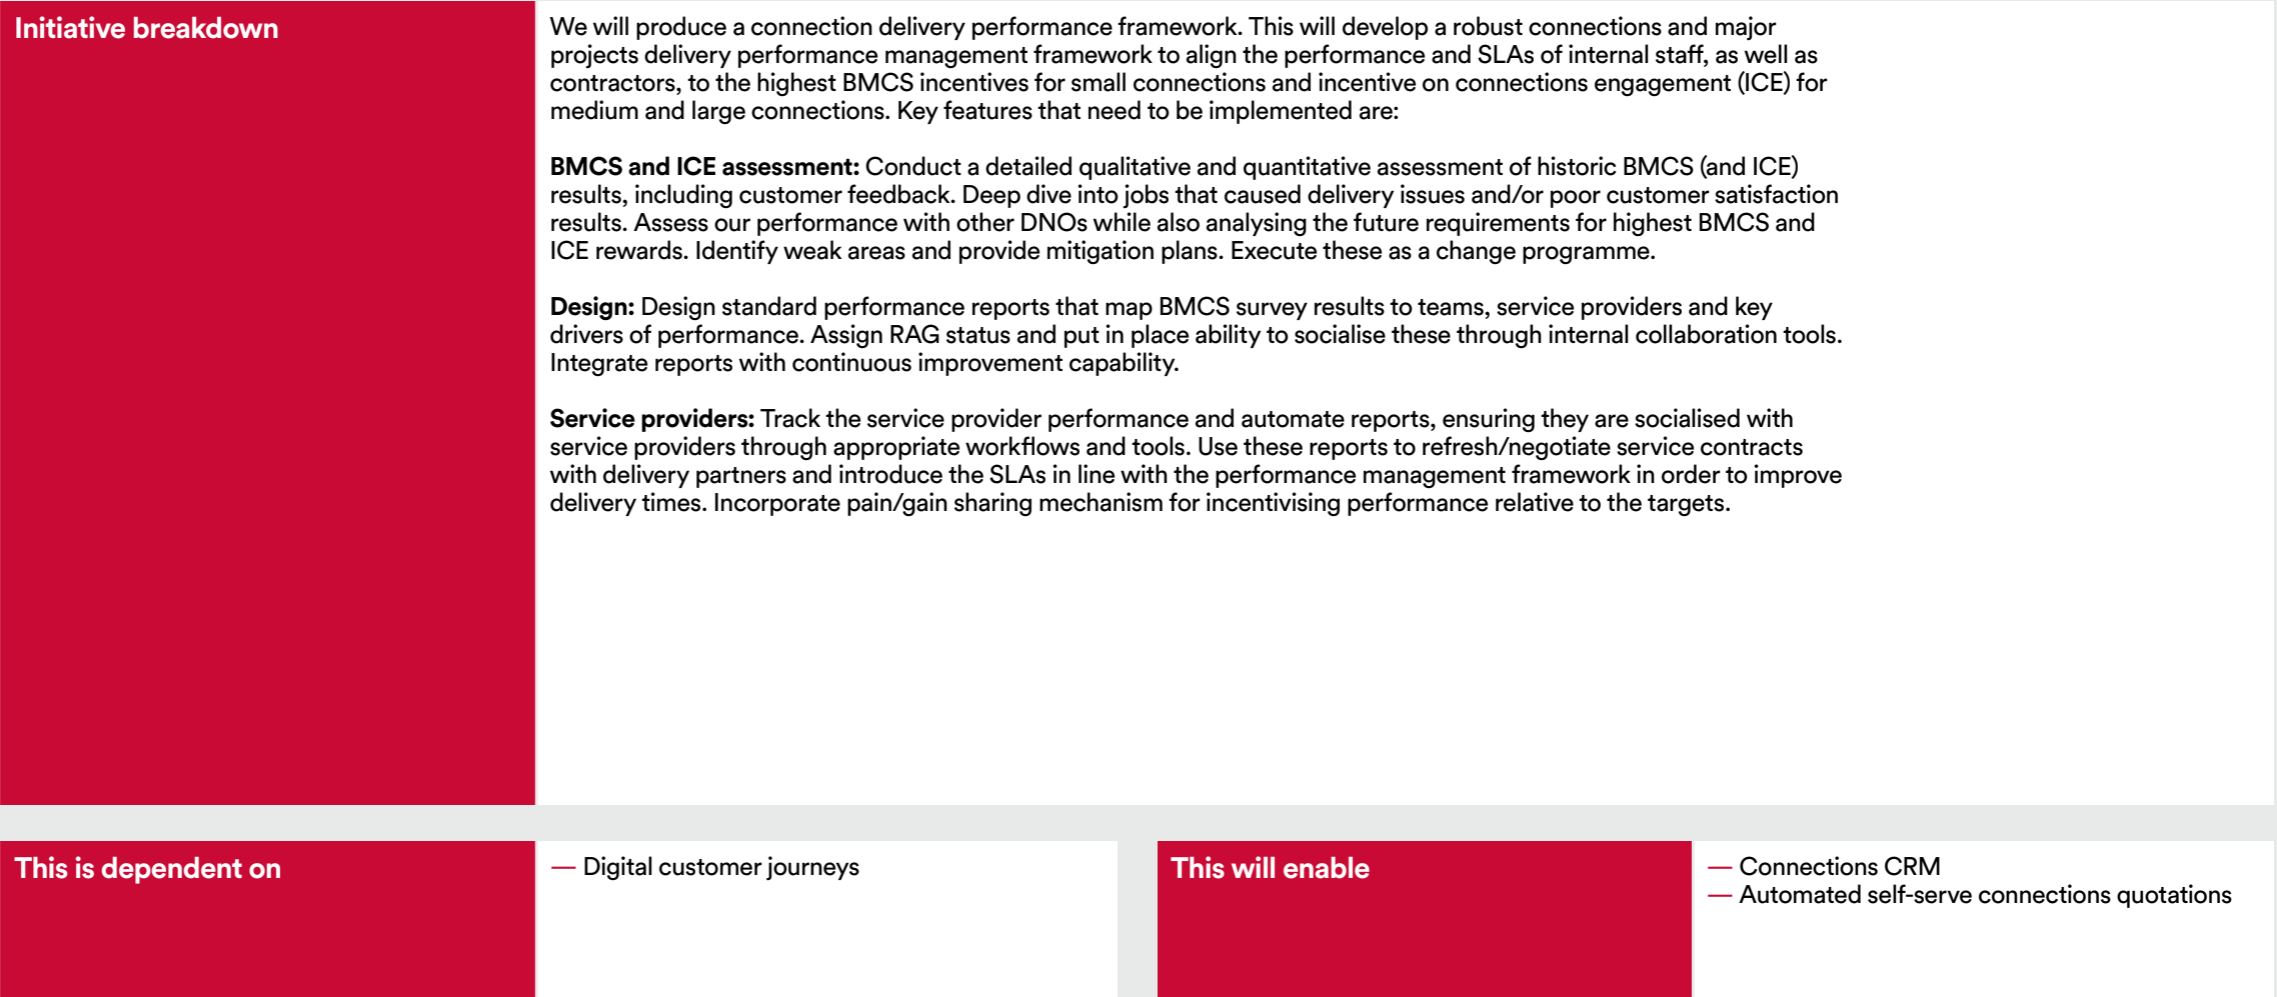 Initiative breakdown
We will produce a connection delivery performance framework. This will develop a robust connections and major
projects delivery performance management framework to align the performance and SLAs of internal staff, as well as
contractors, to the highest BMCS incentives for small connections and incentive on connections engagement (ICE) for
medium and large connections. Key features that need to be implemented are:
BMCS and ICE assessment: Conduct a detailed qualitative and quantitative assessment of historic BMCS (and ICE)
results, including customer feedback. Deep dive into jobs that caused delivery issues and/or poor customer satisfaction
results. Assess our performance with other DNOs while also analysing the future requirements for highest BMCS and
ICE rewards. Identify weak areas and provide mitigation plans. Execute these as a change programme.
Design: Design standard performance reports that map BMCS survey results to teams, service providers and key
drivers of performance. Assign RAG status and put in place ability to socialise these through internal collaboration tools.
Integrate reports with continuous improvement capability.
Service providers: Track the service provider performance and automate reports, ensuring they are socialised with
service providers through appropriate workflows and tools. Use these reports to refresh/negotiate service contracts
with delivery partners and introduce the SLAs in line with the performance management framework in order to improve
delivery times. Incorporate pain/gain sharing mechanism for incentivising performance relative to the targets.
This is dependent on
— Digital customer journeys
This will enable
— Connections CRM
— Automated self-serve connections quotations